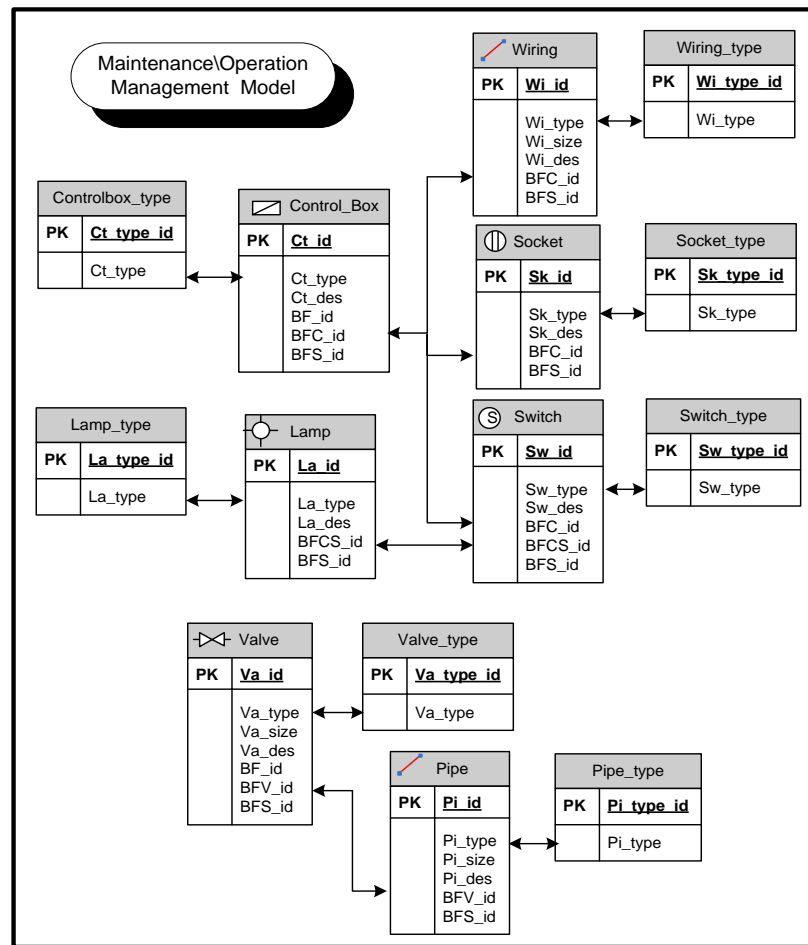 Maintenance\Operation
Management Model
Wiring
PK Wi_id
Wi_type
Wi_size
Wi_des
BFC_id
BFS_id
Wiring_type
PK Wi_type_id
Wi_type
Controlbox_type
PK Ct_type_id
Ct_type
Control_Box
PK Ct_id
Ct_type
Ct_des
BF_id
BFC_id
BFS_id
Socket
PK Sk_id
Sk_type
Sk_des
BFC_id
BFS_id
Socket_type
PK Sk_type_id
Sk_type
Lamp_type
PK La_type_id
La_type
Lamp
PK La_id
La_type
La_des
BFCS_id
BFS_id
S Switch
PK Sw_id
Sw_type
Sw_des
BFC_id
BFCS_id
BFS_id
Switch_type
PK Sw_type_id
Sw_type
Valve
PK Va_id
Va_type
Va_size
Va_des
BF_id
BFV_id
BFS_id
Valve_type
PK Va_type_id
Va_type
Pipe
PK Pi_id
Pi_type
Pi_size
Pi_des
BFV_id
BFS_id
Pipe_type
PK Pi_type_id
Pi_type